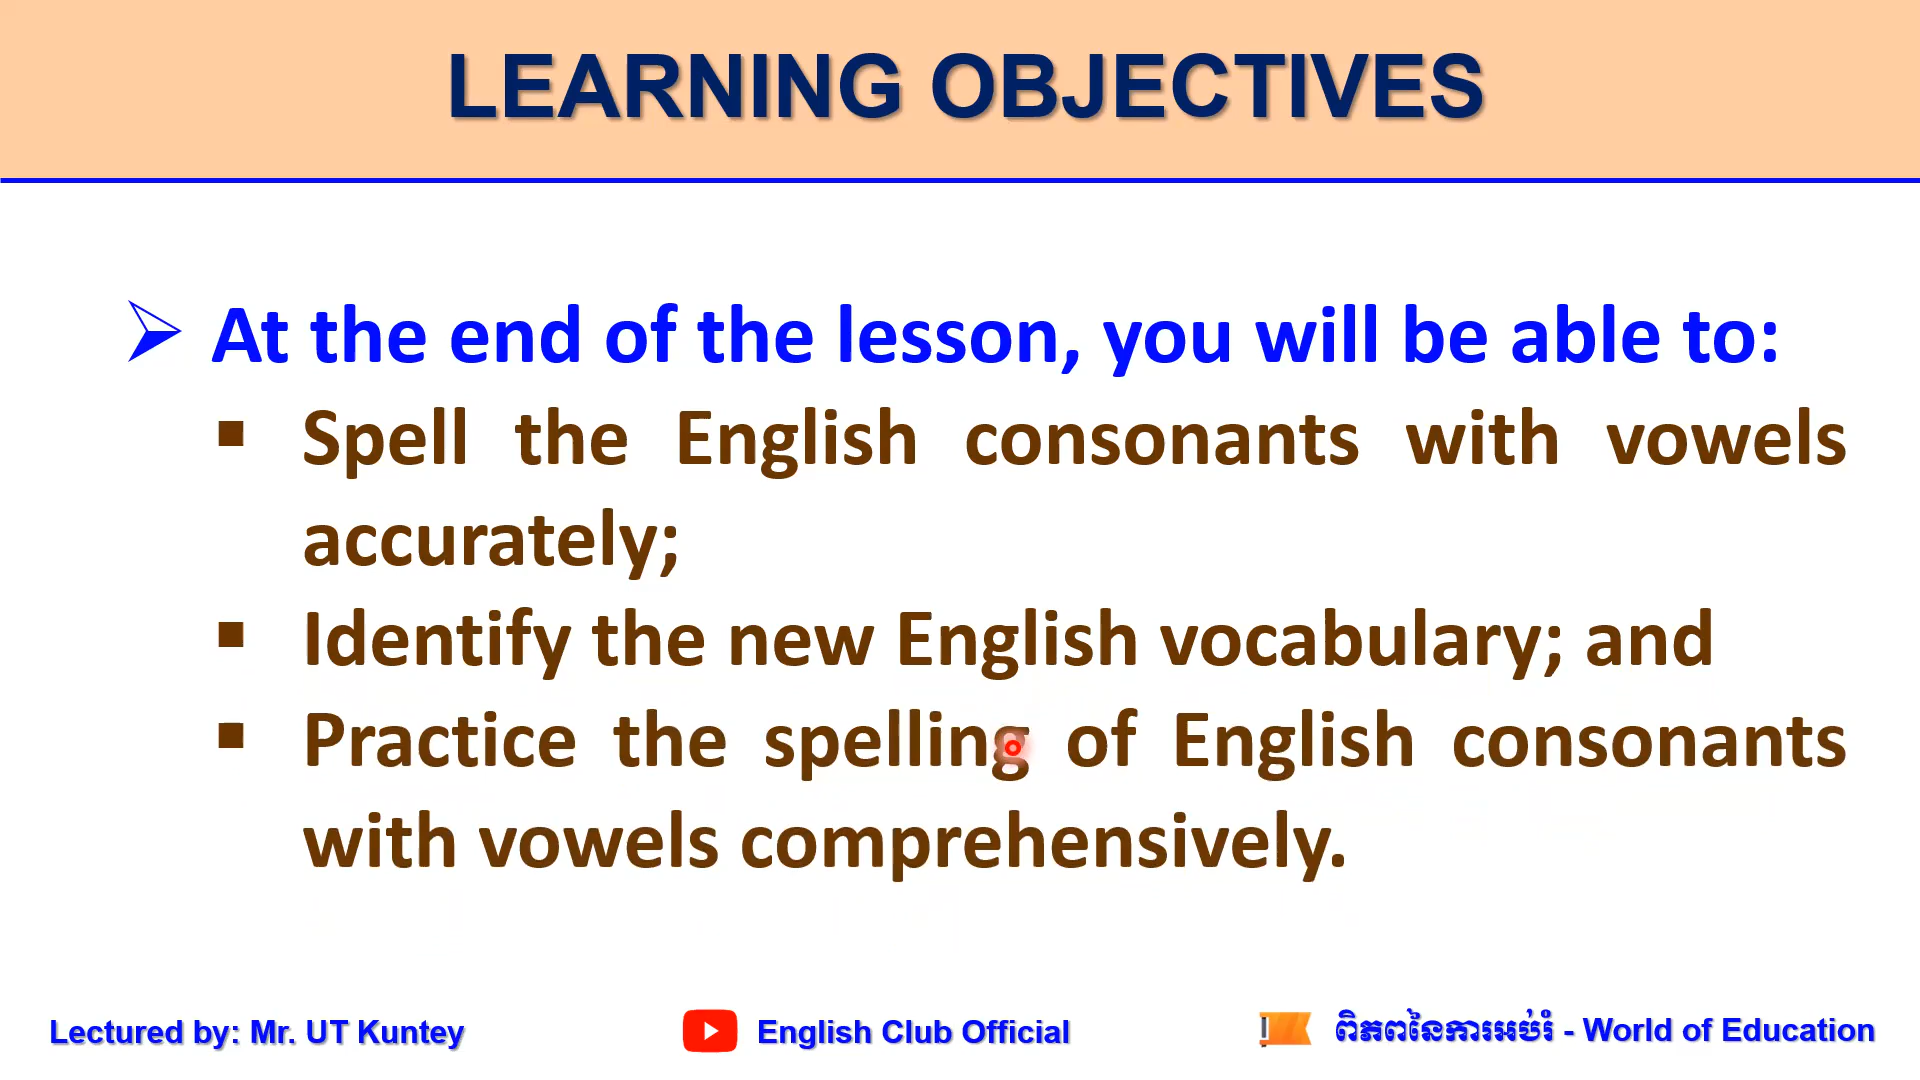 LEARNING OBJECTIVES
At the end of the lesson, you will be able to:
Spell the English consonants with vowels
accurately;
Identify the new English vocabulary; and
Practice the spelling of English consonants
with vowels comprehensively.
Lectured by: Mr. UT Kuntey
English Club Official
ពិភពនៃការអប់រំ - World of Education